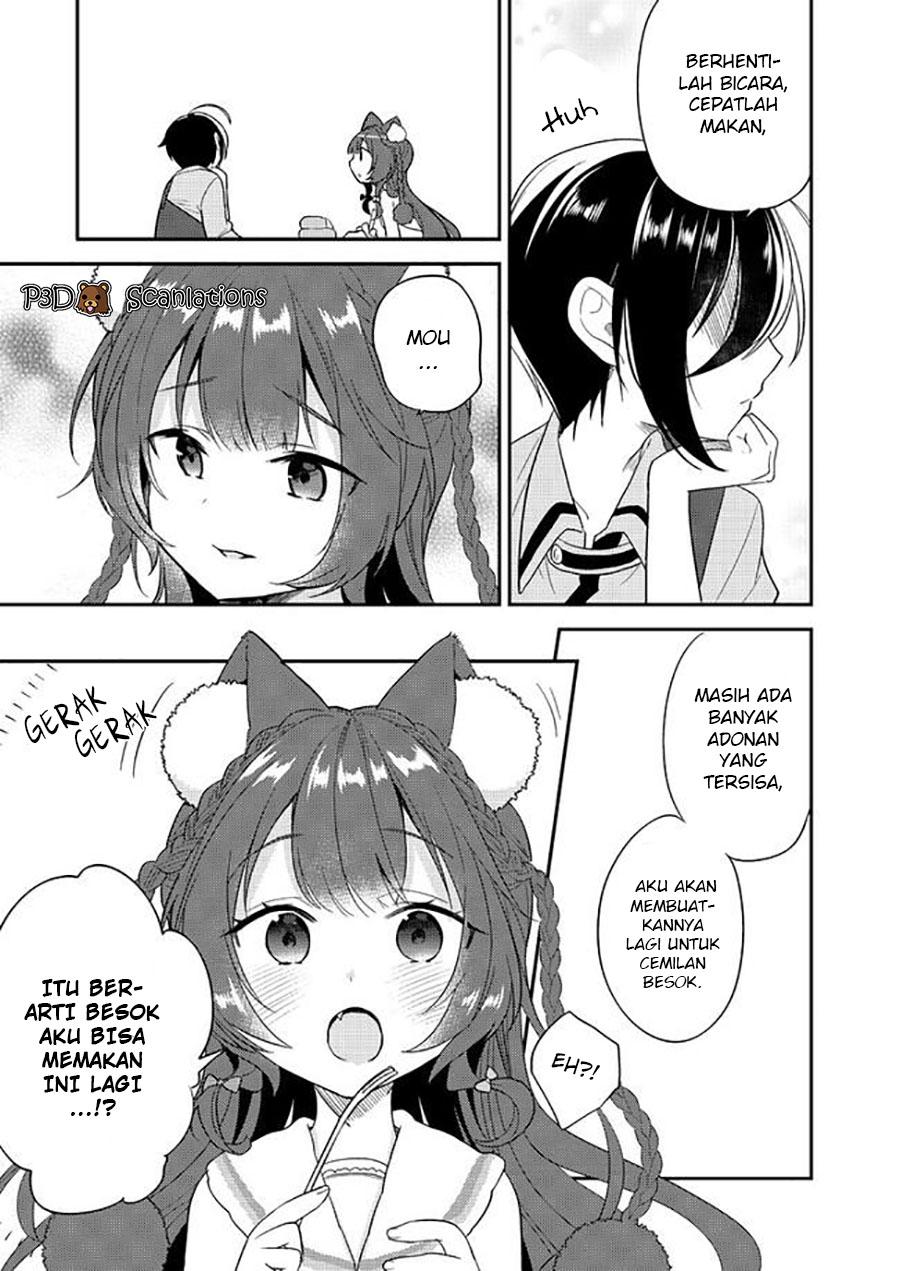 BERHENTI-
LAH BICARA,
CEPATLAH
MAKAN,
Huh
P3D Scanlations
MOU
...
MASIH ADA
BANYAK
ADONAN
YANG
TERSISA,
AKU AKAN
MEMBUAT-
KANNYA
LAGI UNTUK
CEMILAN
BESOK.
GERAK
GERAK
EH?!
ITU BER-
ARTI BESOK
AKU BISA
MEMAKAN
INI LAGI
...!?